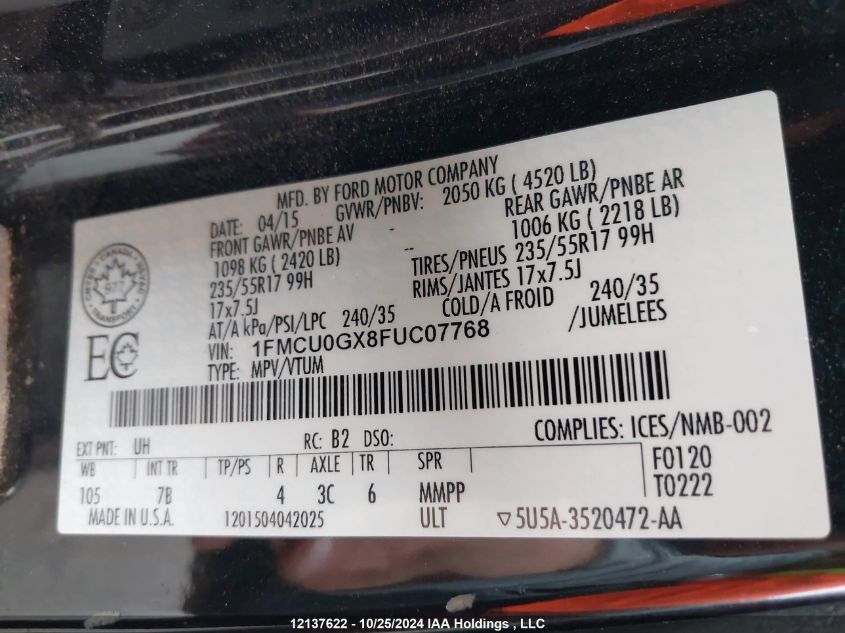 MFD. BY FORD MOTOR COMPANY
DATE: 04/15 GVWR/PNBV: 2050 KG ( 4520 LB)
FRONT GAWR/PNBE AV - REAR GAWR/PNBE AR
1098 KG ( 2420 LB) -- 1006 KG ( 2218 LB)
235/55R17 99H TIRES/PNEUS 235/55R17 99H
17x7.5J RIMS/JANTES 17x7.5J
AT/A kPa/PSI/LPC 240/35 COLD/A FROID 240/35
VIN: 1FMCU0GX8FUC07768 /JUMELEES
TYPE: MPV/VTUM
CANADA
977
TRANSPORT
EC
EXT PNT: UH RC: B2 DSO: COMPLIES: ICES/NMB-002
WB INT TR TP/PS R AXLE TR SPR F0120
105 7B 4 3C 6 MMPP T0222
MADE IN U.S.A. 1201504042025 ULT ▽5U5A-3520472-AA
12137622 - 10/25/2024 IAA Holdings, LLC